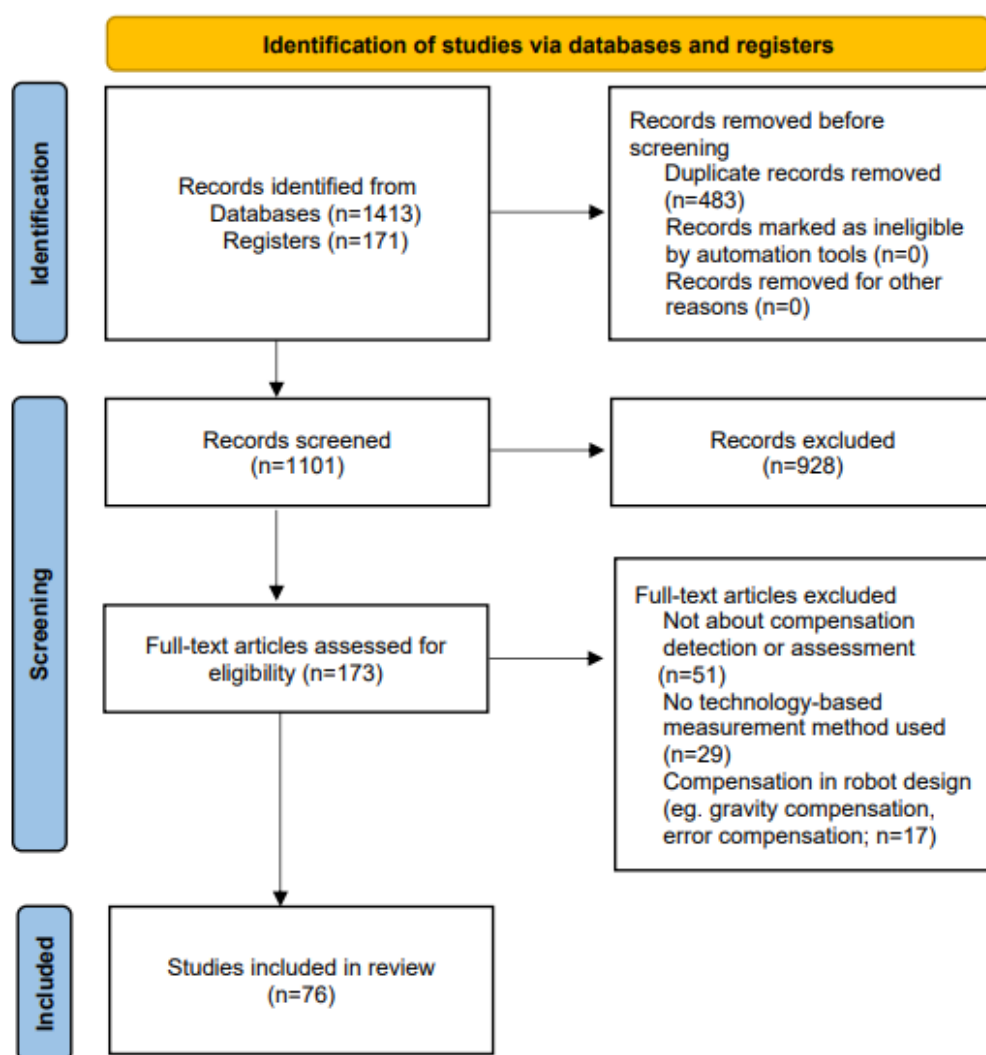 Identification of studies via databases and registers
Identification
Records identified from
Databases (n=1413)
Registers (n=171)
Records removed before
screening
Duplicate records removed
(n=483)
Records marked as ineligible
by automation tools (n=0)
Records removed for other
reasons (n=0)
Screening
Records screened
(n=1101)
Records excluded
(n=928)
Full-text articles assessed for
eligibility (n=173)
Full-text articles excluded
Not about compensation
detection or assessment
(n=51)
No technology-based
measurement method used
(n=29)
Compensation in robot design
(eg. gravity compensation,
error compensation; n=17)
Included
Studies included in review
(n=76)